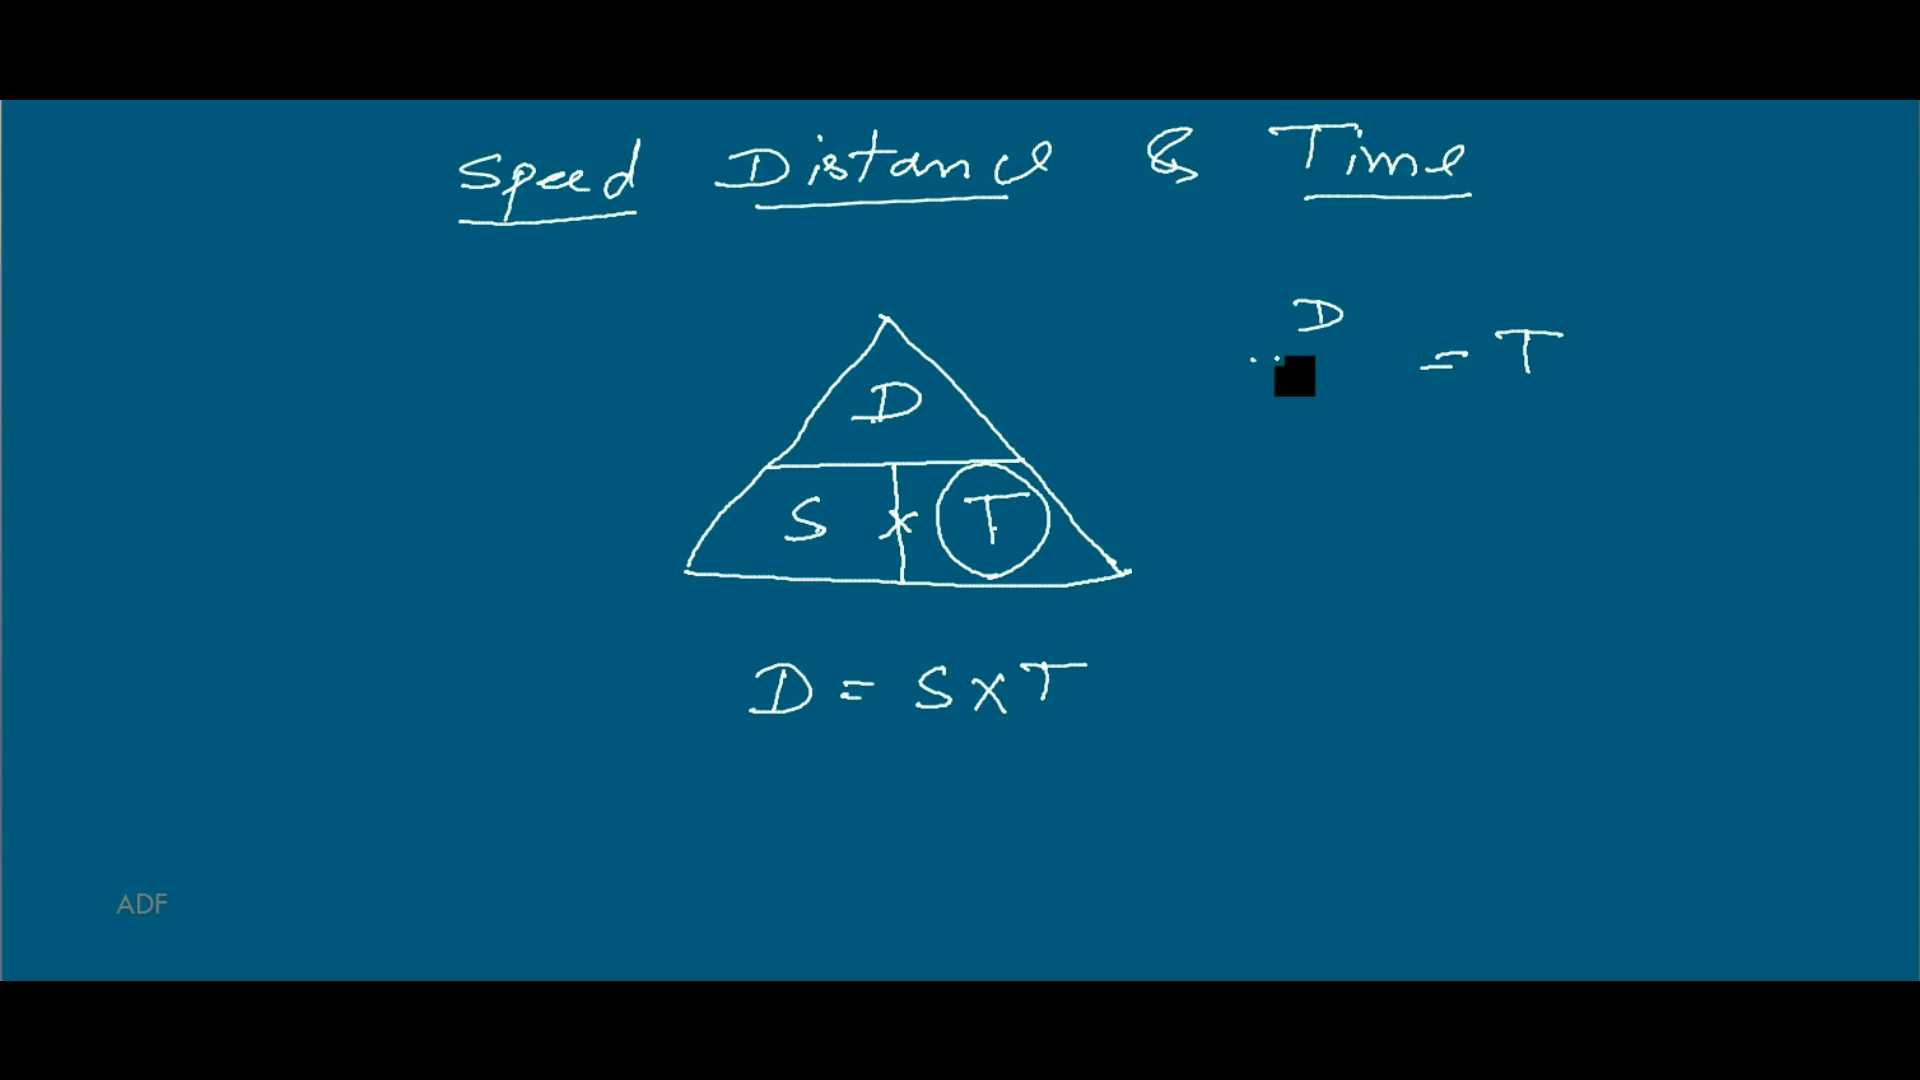 Speed Distance & Time
D
= T
D
S x T
D = S x T
ADF